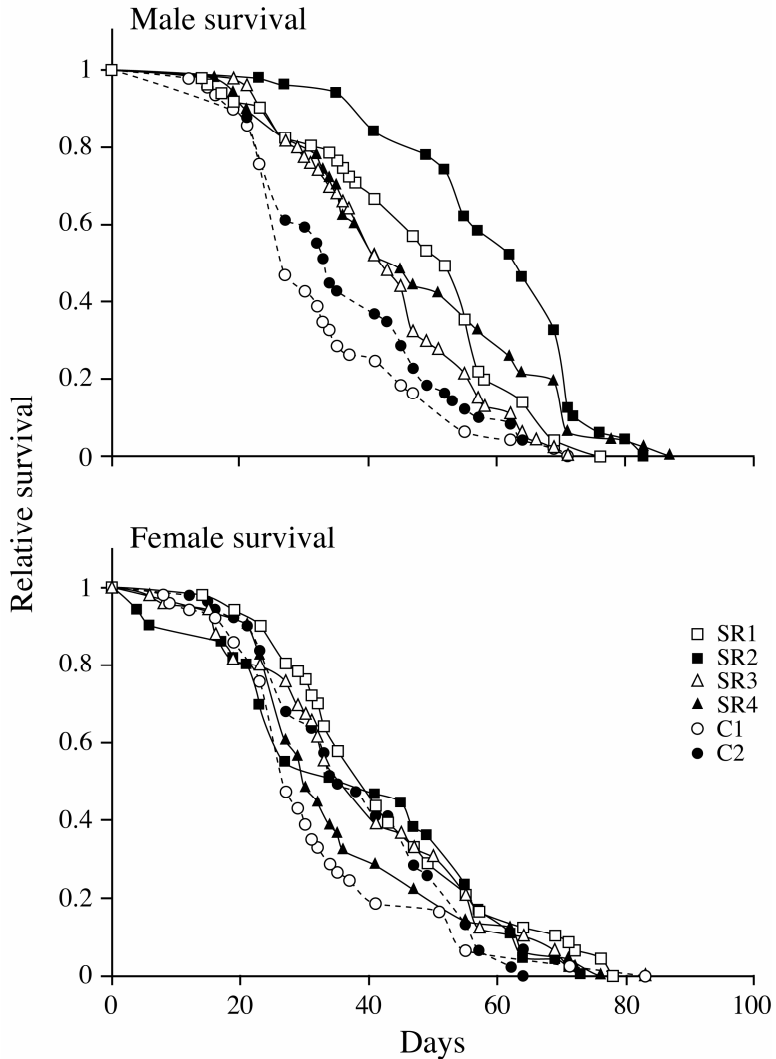 Male survival
1
0.8
0.6
0.4
0.2
0
Relative survival
Female survival
1
0.8
0.6
0.4
0.2
0
SR1
SR2
SR3
SR4
C1
C2
0 20 40 60 80 100
Days